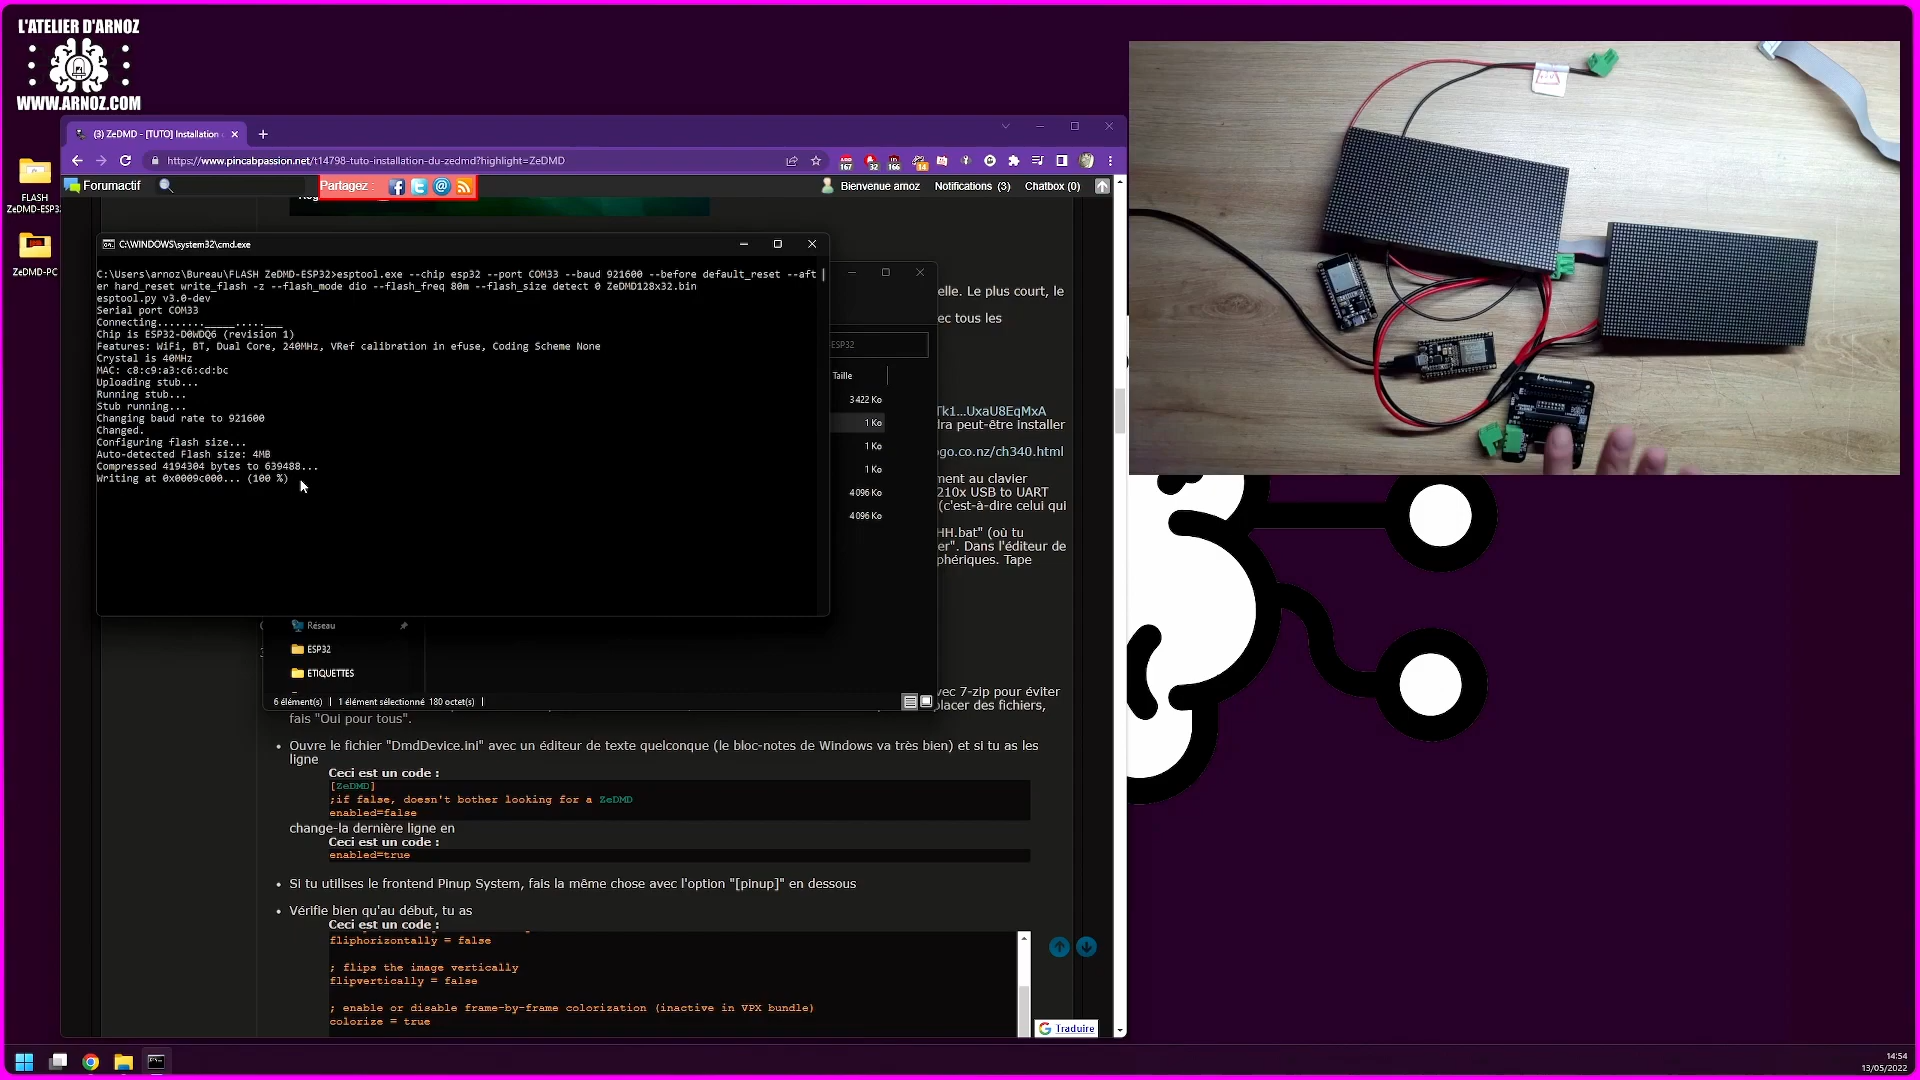 L'ATELIER D'ARNOZ
WWW.ARNOZ.COM
FLASH
ZeDMD-ESP3
ZeDMD-PC
(3) ZeDMD - [TUTO] Installation
https://www.pincabpassion.net/t14798-tuto-installation-du-zedmd?highlight=ZeDMD
167
32
166
14
Forumactif
Partagez :
Bienvenue arnoz
Notifications (3)
Chatbox (0)
C:\WINDOWS\system32\cmd.exe
C:\Users\arnoz\Bureau\FLASH ZeDMD-ESP32>esptool.exe --chip esp32 --port COM33 --baud 921600 --before default_reset --aft
er hard_reset write_flash -z --flash_mode dio --flash_freq 80m --flash_size detect 0 ZeDMD128x32.bin
esptool.py v3.0-dev
Serial port COM33
Connecting........_____.....___
Chip is ESP32-D0WDQ6 (revision 1)
Features: WiFi, BT, Dual Core, 240MHz, VRef calibration in efuse, Coding Scheme None
Crystal is 40MHz
MAC: c8:c9:a3:c6:cd:bc
Uploading stub...
Running stub...
Stub running...
Changing baud rate to 921600
Changed.
Configuring flash size...
Auto-detected Flash size: 4MB
Compressed 4194304 bytes to 639488...
Writing at 0x0009c000... (100 %)
elle. Le plus court, le
ec tous les
ESP32
Taille
3 422 Ko
1 Ko
1 Ko
1 Ko
4 096 Ko
4 096 Ko
Tk1...UxaU8EqMxA
dra peut-être installer
ogo.co.nz/ch340.html
ment au clavier
210x USB to UART
(c'est-à-dire celui qui
HH.bat" (où tu
er". Dans l'éditeur de
phériques. Tape
Réseau
ESP32
ETIQUETTES
6 élément(s)
1 élément sélectionné 180 octet(s)
vec 7-zip pour éviter
placer des fichiers,
fais "Oui pour tous".
Ouvre le fichier "DmdDevice.ini" avec un éditeur de texte quelconque (le bloc-notes de Windows va très bien) et si tu as les
ligne
Ceci est un code :
[ZeDMD]
;if false, doesn't bother looking for a ZeDMD
enabled=false
change-la dernière ligne en
Ceci est un code :
enabled=true
Si tu utilises le frontend Pinup System, fais la même chose avec l'option "[pinup]" en dessous
Vérifie bien qu'au début, tu as
Ceci est un code :
fliphorizontally = false
; flips the image vertically
flipvertically = false
; enable or disable frame-by-frame colorization (inactive in VPX bundle)
colorize = true
Traduire
14:54
13/05/2022